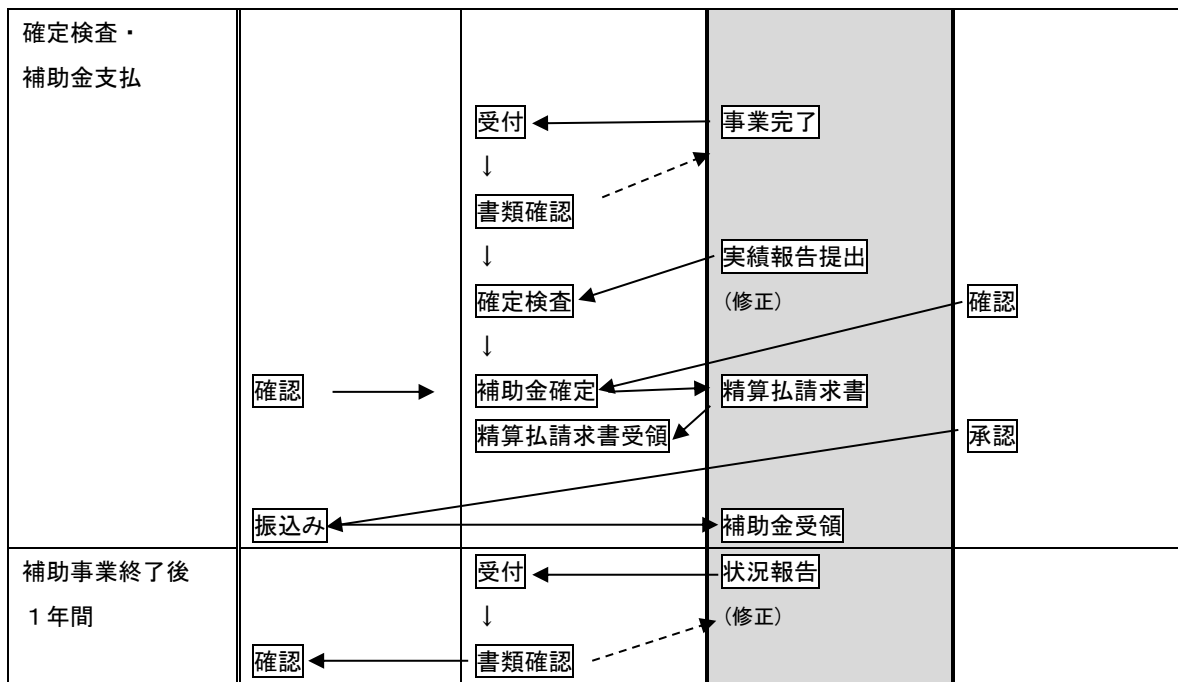 確定検査・
補助金支払
受付
事業完了
↓
書類確認
↓
実績報告提出
確定検査
(修正)
確認
↓
確認
補助金確定
精算払請求書
精算払請求書受領
承認
振込み
補助金受領
補助事業終了後
1年間
受付
状況報告
↓
(修正)
確認
書類確認